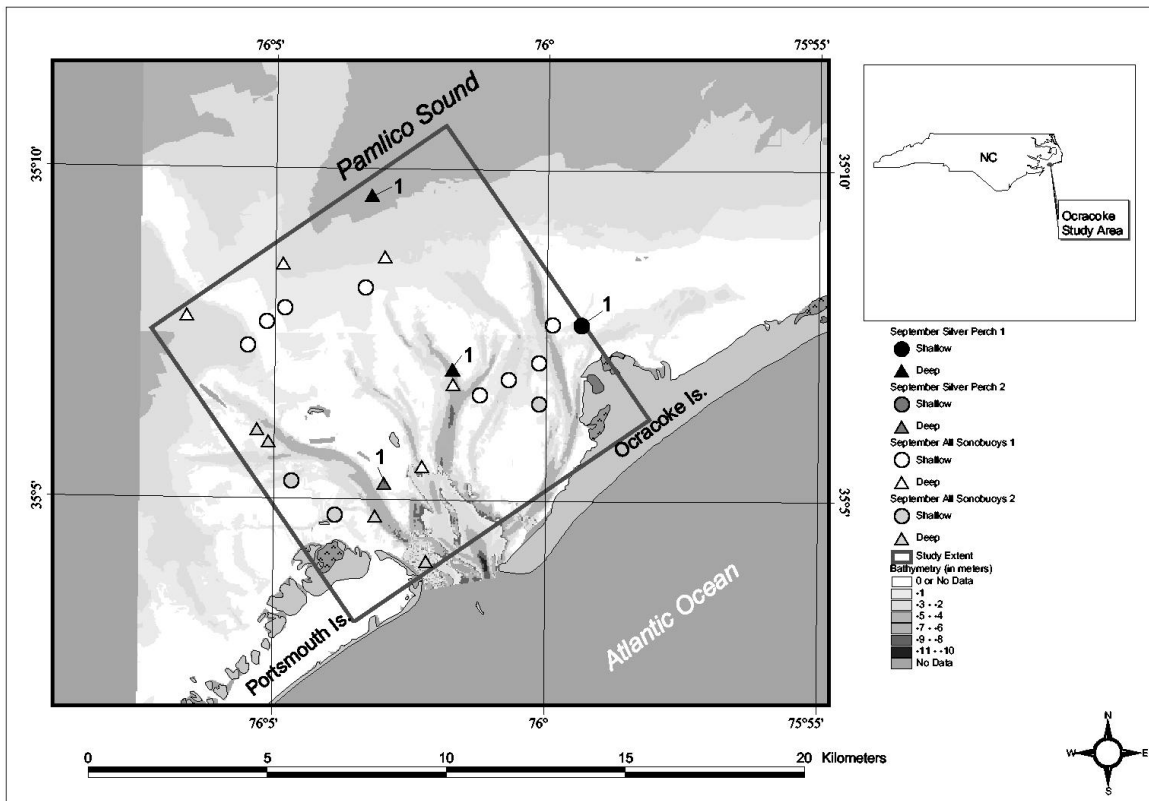 76°5'
76°
75°55'
Pamlico Sound
35°10'
35°10'
1
1
1
1
35°5'
35°5'
Ocracoke Is.
Portsmouth Is.
Atlantic Ocean
76°5'
76°
75°55'
0
5
10
15
20
Kilometers
NC
Ocracoke
Study Area
September Silver Perch 1
Shallow
Deep
September Silver Perch 2
Shallow
Deep
September All Sonobuoys 1
Shallow
Deep
September All Sonobuoys 2
Shallow
Deep
Study Extent
Bathymetry (in meters)
0 or No Data
-1
-3 - -2
-5 - -4
-7 - -6
-9 - -8
-11 - -10
No Data
N
W
E
S